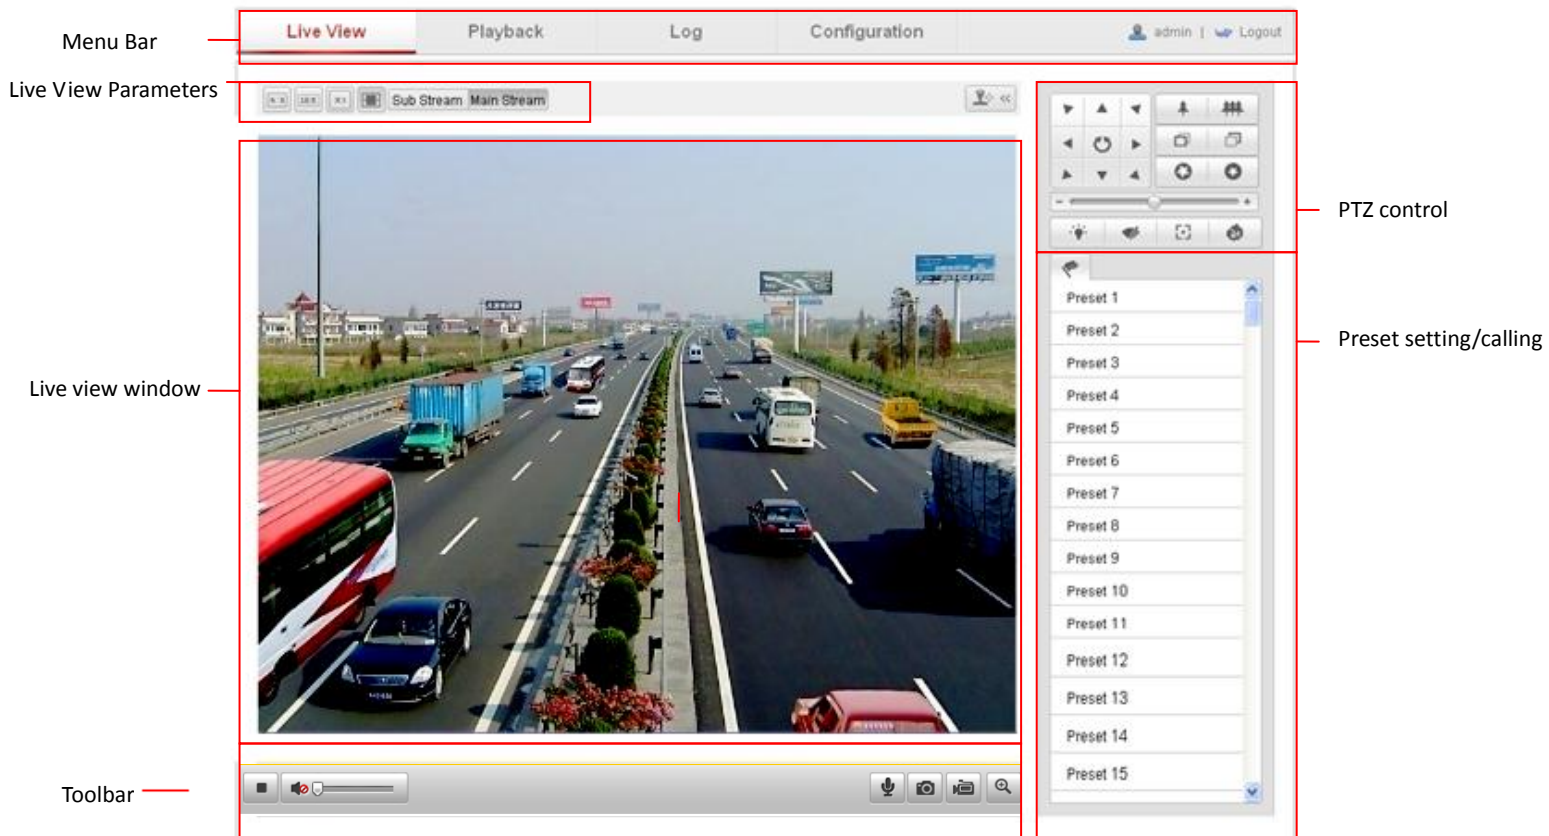 Menu Bar
Live View Playback Log Configuration admin | Logout
Live View Parameters
Sub Stream Main Stream
PTZ control
Preset setting/calling
Preset 1
Preset 2
Preset 3
Preset 4
Preset 5
Preset 6
Preset 7
Preset 8
Preset 9
Preset 10
Preset 11
Preset 12
Preset 13
Preset 14
Preset 15
Live view window
Toolbar